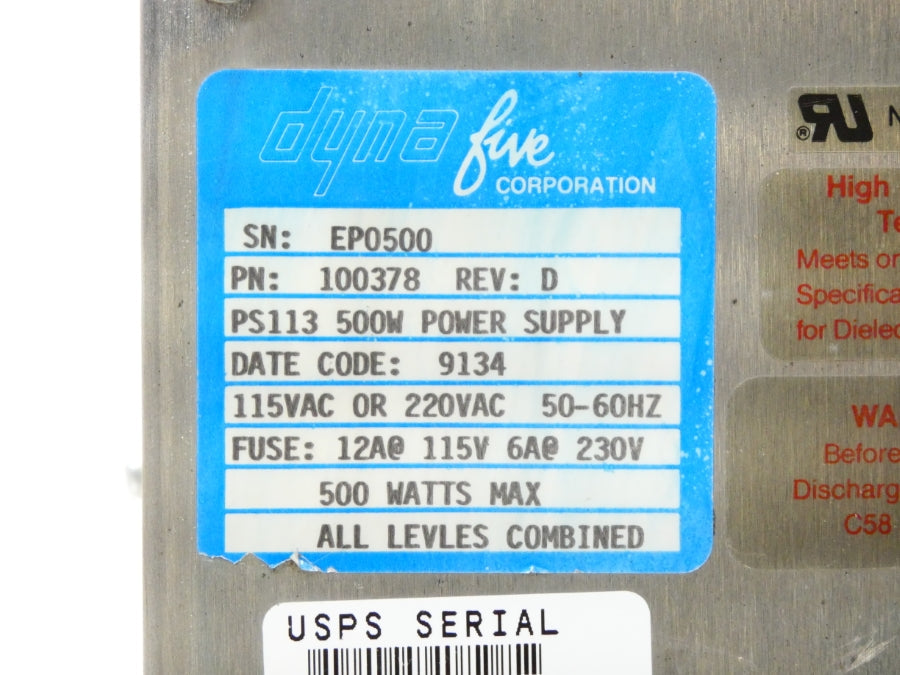 dyna five
CORPORATION
SN: EP0500
PN: 100378 REV: D
PS113 500W POWER SUPPLY
DATE CODE: 9134
115VAC OR 220VAC 50-60HZ
FUSE: 12A@ 115V 6A@ 230V
500 WATTS MAX
ALL LEVLES COMBINED
USPS SERIAL
RU®
High
Meets or
for
WA
Before
C58